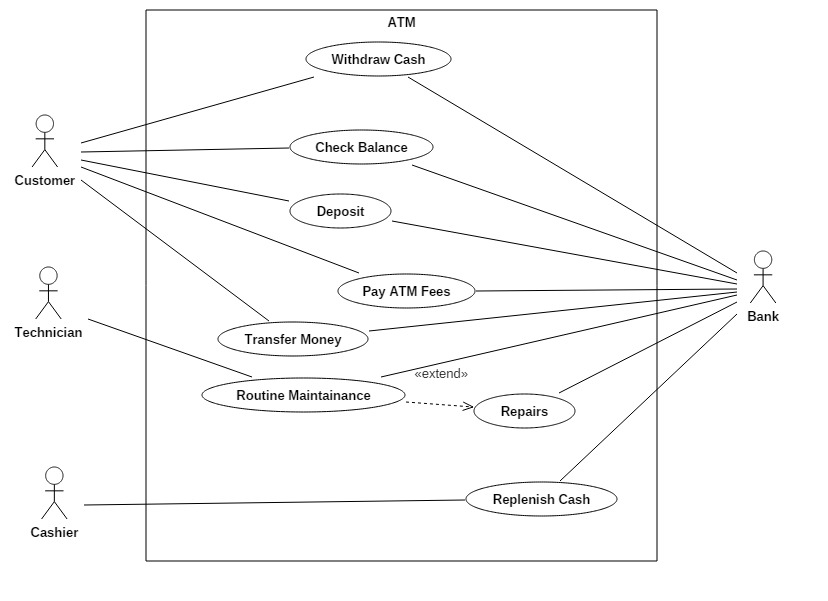 ATM
Withdraw Cash
Check Balance
Customer
Deposit
Pay ATM Fees
Bank
Technician
Transfer Money
«extend»
Routine Maintainance
Repairs
Replenish Cash
Cashier